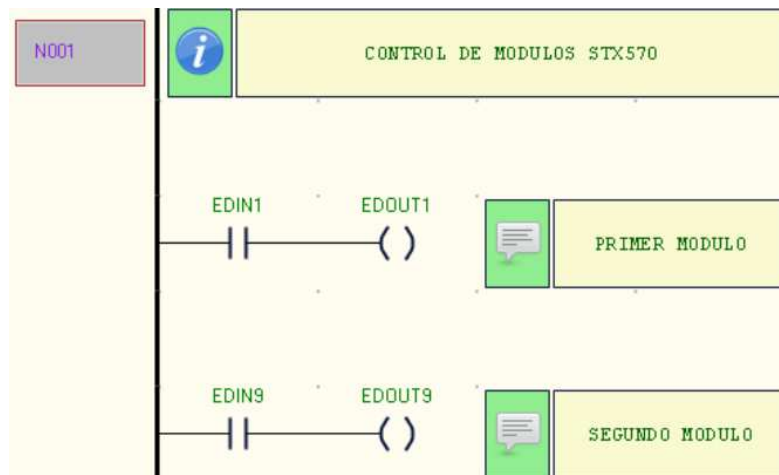 N001
CONTROL DE MODULOS STX570
EDIN1 EDOUT1
PRIMER MODULO
EDIN9 EDOUT9
SEGUNDO MODULO